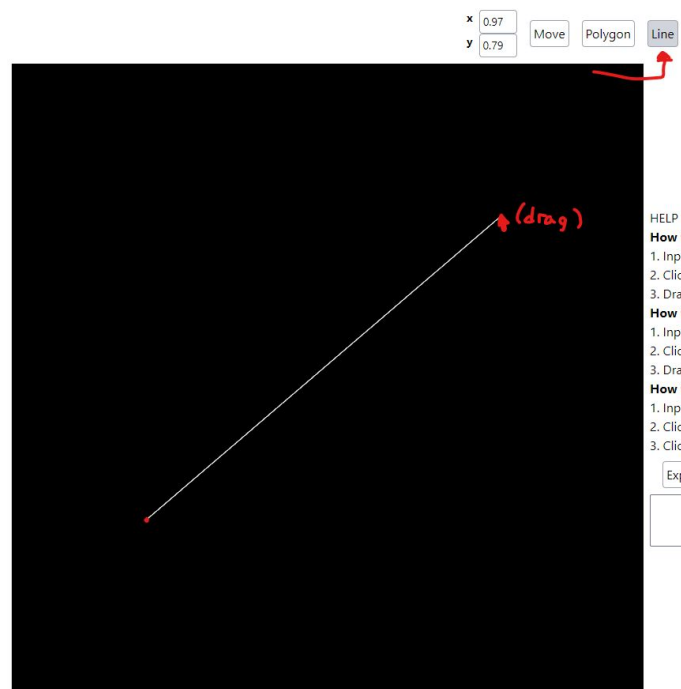 x 0.97
y 0.79
Move Polygon Line
(drag)
HELP
How
1. Inp
2. Clic
3. Dra
How
1. Inp
2. Clic
3. Dra
How
1. Inp
2. Clic
3. Clic
Exp